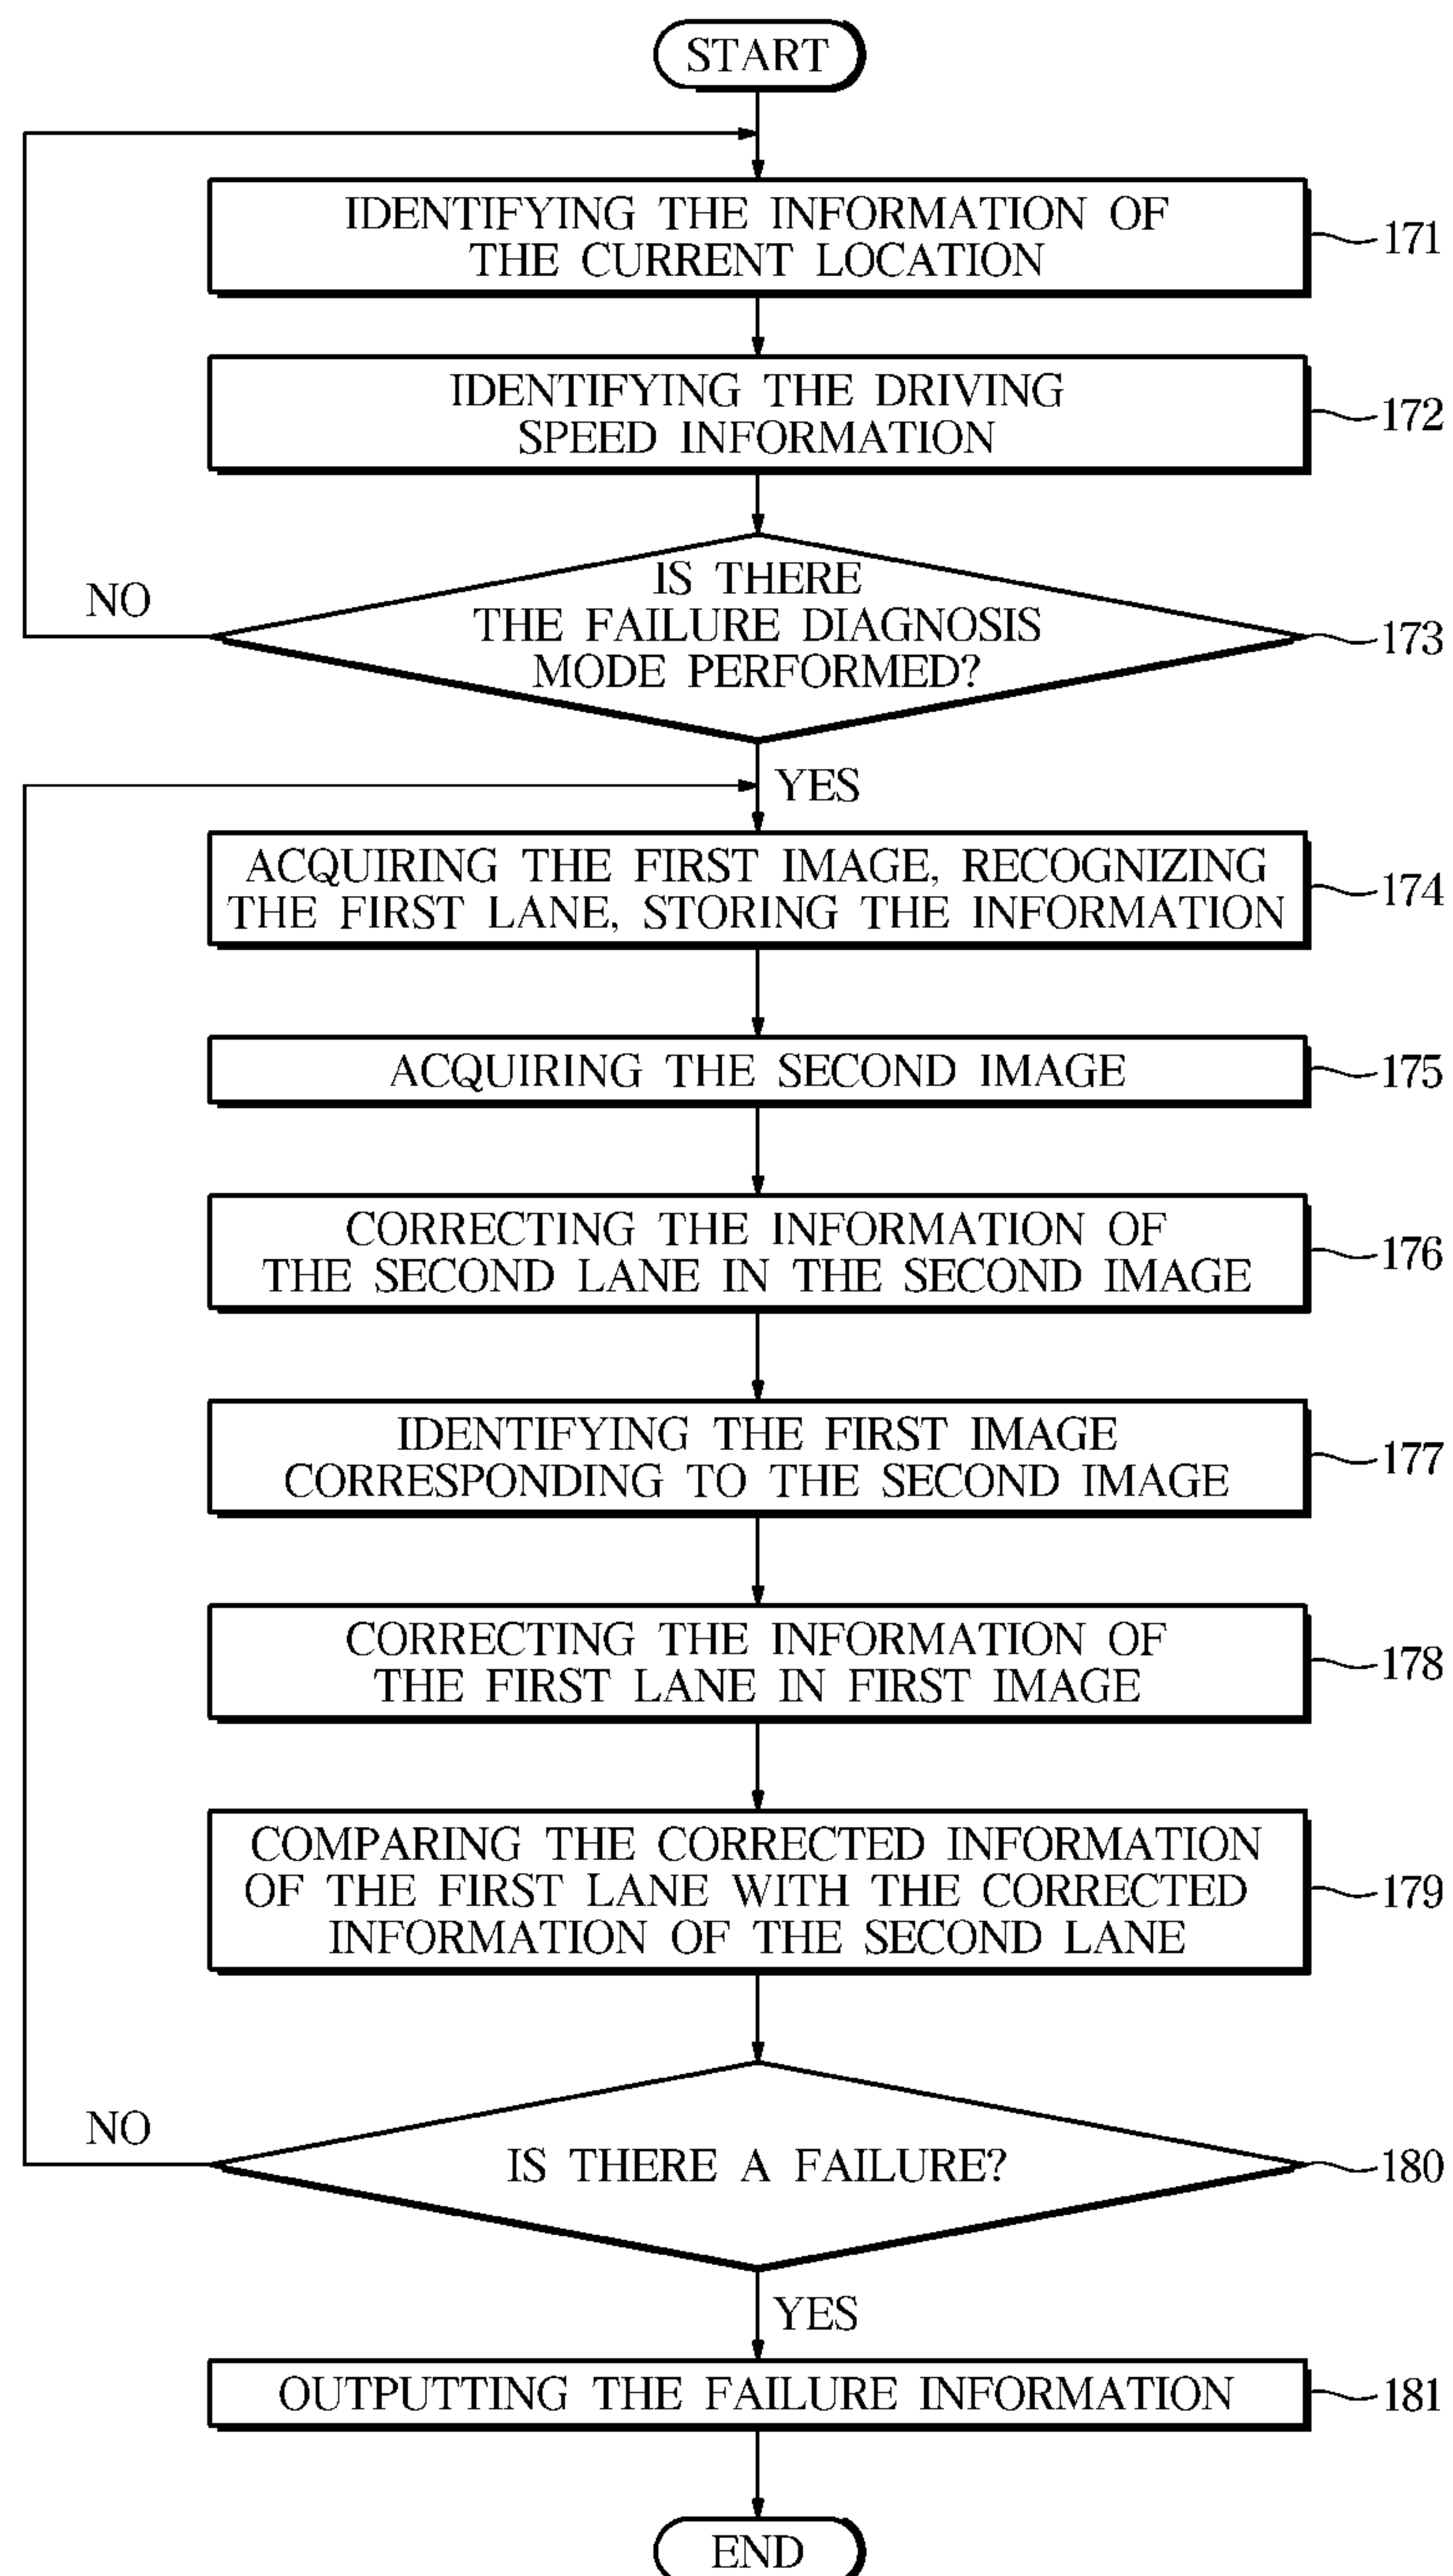 START
IDENTIFYING THE INFORMATION OF
THE CURRENT LOCATION
171
IDENTIFYING THE DRIVING
SPEED INFORMATION
172
IS THERE
THE FAILURE DIAGNOSIS
MODE PERFORMED?
NO
173
YES
ACQUIRING THE FIRST IMAGE, RECOGNIZING
THE FIRST LANE, STORING THE INFORMATION
174
ACQUIRING THE SECOND IMAGE
175
CORRECTING THE INFORMATION OF
THE SECOND LANE IN THE SECOND IMAGE
176
IDENTIFYING THE FIRST IMAGE
CORRESPONDING TO THE SECOND IMAGE
177
CORRECTING THE INFORMATION OF
THE FIRST LANE IN FIRST IMAGE
178
COMPARING THE CORRECTED INFORMATION
OF THE FIRST LANE WITH THE CORRECTED
INFORMATION OF THE SECOND LANE
179
NO
IS THERE A FAILURE?
180
YES
OUTPUTTING THE FAILURE INFORMATION
181
END